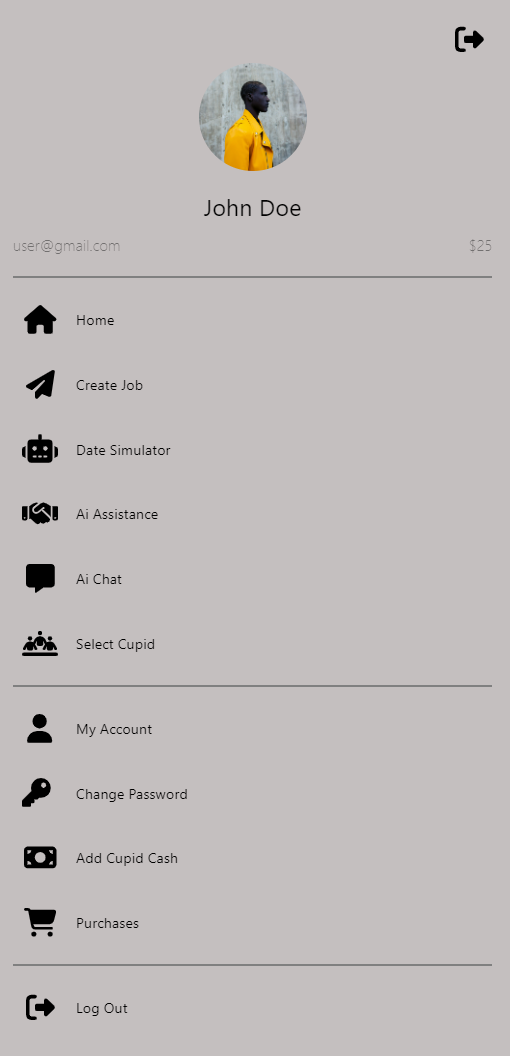 John Doe
user@gmail.com $25
Home
Create Job
Date Simulator
Ai Assistance
Ai Chat
Select Cupid
My Account
Change Password
Add Cupid Cash
Purchases
Log Out